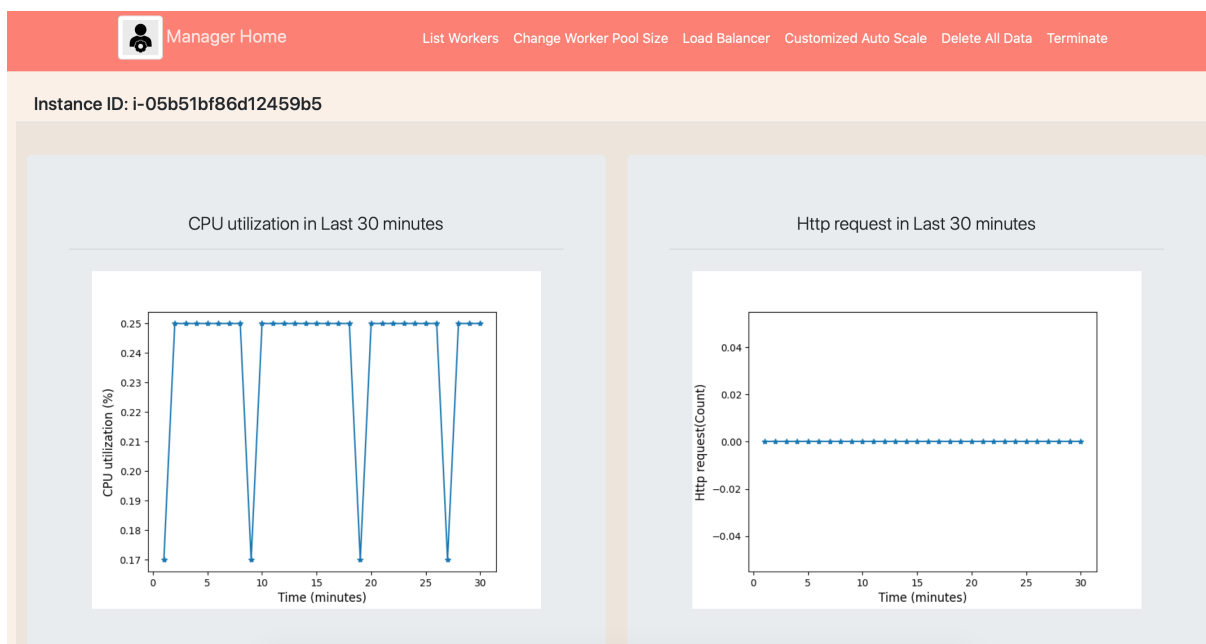 Manager Home
List Workers Change Worker Pool Size Load Balancer Customized Auto Scale Delete All Data Terminate
Instance ID: i-05b51bf86d12459b5
CPU utilization in Last 30 minutes
0.25
0.24
0.23
0.22
0.21
0.20
0.19
0.18
0.17
CPU utilization (%)
0 5 10 15 20 25 30
Time (minutes)
Http request in Last 30 minutes
0.04
0.02
0.00
−0.02
−0.04
Http request(Count)
0 5 10 15 20 25 30
Time (minutes)